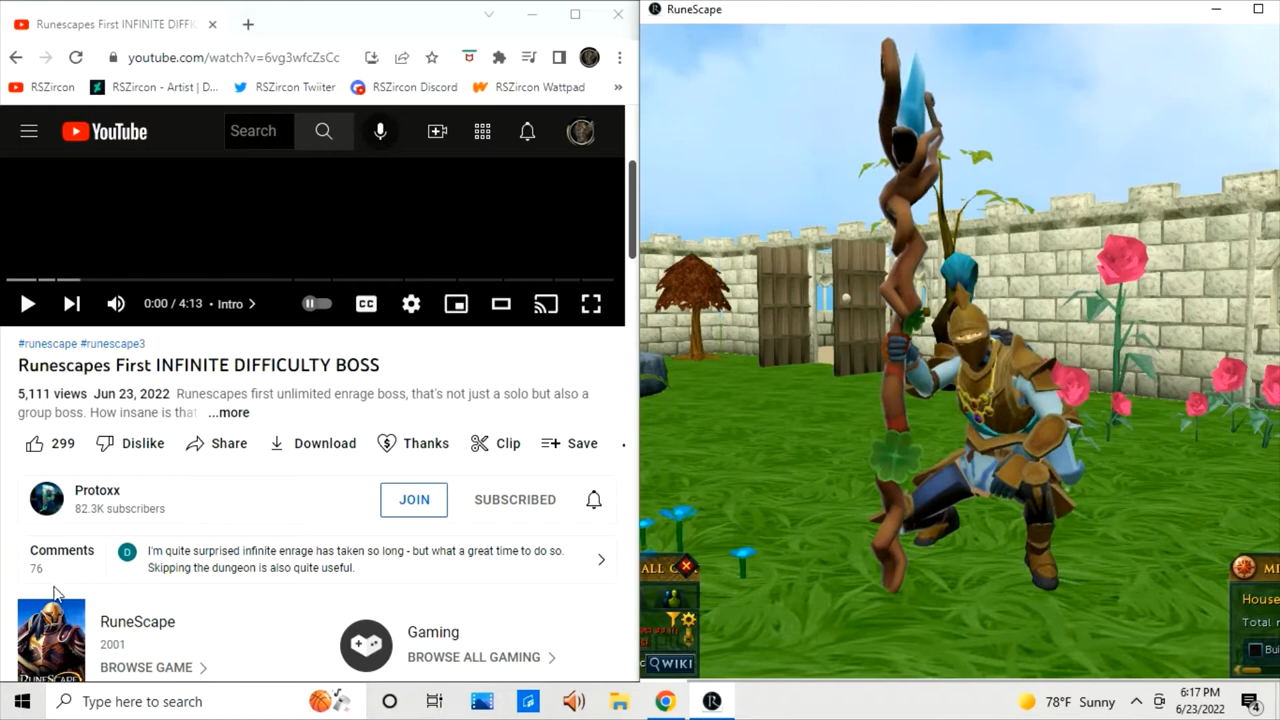 Runescapes First INFINITE DIFFIC
youtube.com/watch?v=6vg3wfcZsCc
RSZircon
RSZircon - Artist | D...
RSZircon Twiiter
RSZircon Discord
RSZircon Wattpad
»
YouTube
Search
0:00 / 4:13 • Intro
CC
#runescape #runescape3
Runescapes First INFINITE DIFFICULTY BOSS
5,111 views Jun 23, 2022 Runescapes first unlimited enrage boss, that's not just a solo but also a
group boss. How insane is that ...more
299 Dislike Share Download Thanks Clip Save
Protoxx
82.3K subscribers
JOIN
SUBSCRIBED
Comments
76
D
I'm quite surprised infinite enrage has taken so long - but what a great time to do so.
Skipping the dungeon is also quite useful.
RUNESCAPE
RuneScape
2001
BROWSE GAME
Gaming
BROWSE ALL GAMING
RuneScape
ALL C
WIKI
MI
House
Total r
Bui
Type here to search
78°F Sunny
6:17 PM
6/23/2022
4